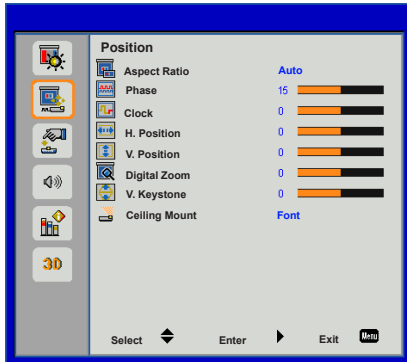 Position
Aspect Ratio Auto
Phase 15
Clock 0
H. Position 0
V. Position 0
Digital Zoom 0
V. Keystone 0
Ceiling Mount Font
3D
Select Enter Exit Menu